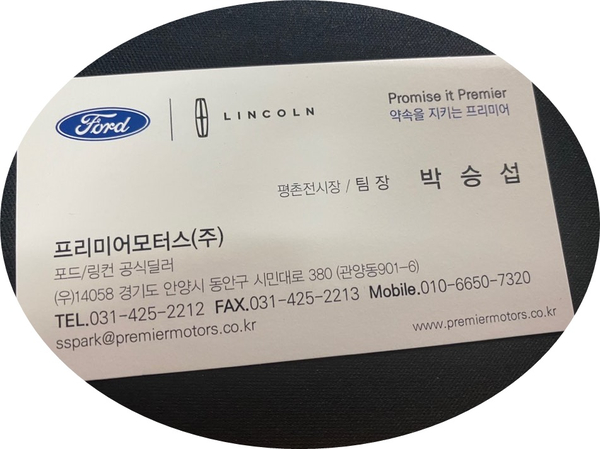 Ford
LINCOLN
Promise it Premier
약속을 지키는 프리미어
평촌전시장 / 팀 장 박 승 섭
프리미어모터스(주)
포드/링컨 공식딜러
(우)14058 경기도 안양시 동안구 시민대로 380 (관양동901-6)
TEL.031-425-2212 FAX.031-425-2213 Mobile.010-6650-7320
sspark@premiermotors.co.kr
www.premiermotors.co.kr